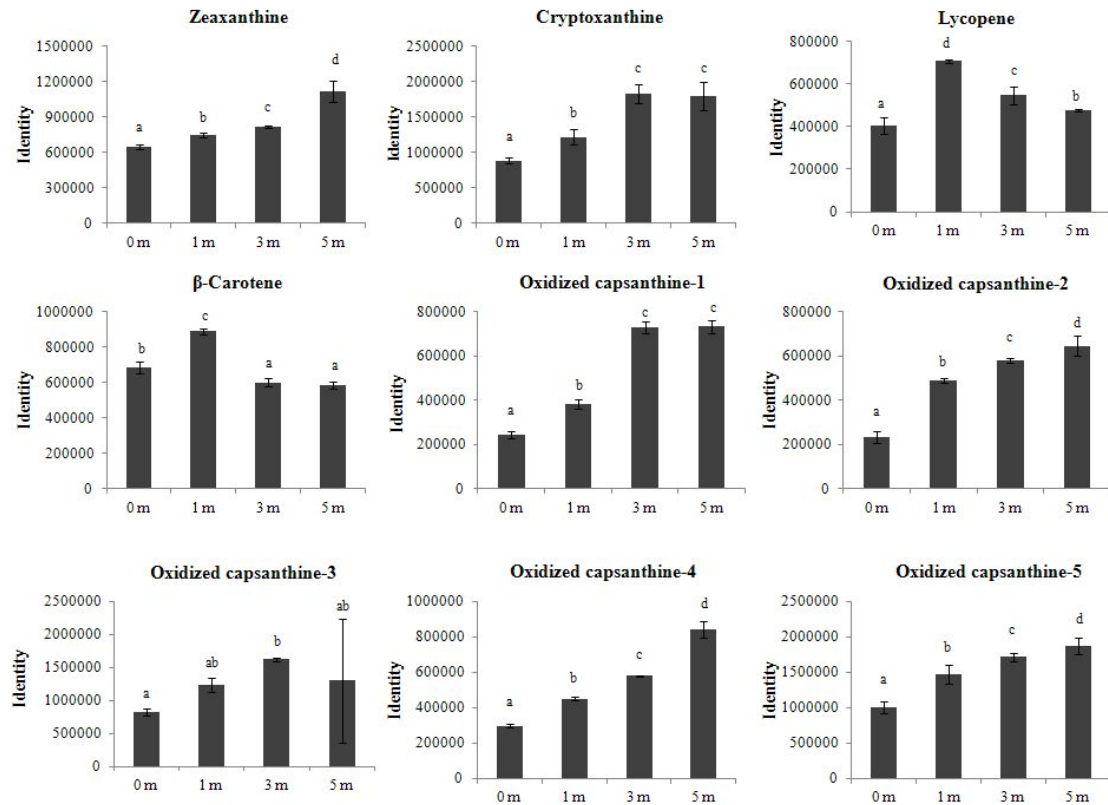 Zeaxanthine
Identity
1500000
1200000
900000
600000
300000
0
a
b
c
d
0 m 1 m 3 m 5 m
Cryptoxanthine
Identity
2500000
2000000
1500000
1000000
500000
0
a
b
c
c
0 m 1 m 3 m 5 m
Lycopene
Identity
800000
600000
400000
200000
0
a
d
c
b
0 m 1 m 3 m 5 m
β-Carotene
Identity
1000000
800000
600000
400000
200000
0
b
c
a
a
0 m 1 m 3 m 5 m
Oxidized capsanthine-1
Identity
800000
600000
400000
200000
0
a
b
c
c
0 m 1 m 3 m 5 m
Oxidized capsanthine-2
Identity
800000
600000
400000
200000
0
a
b
c
d
0 m 1 m 3 m 5 m
Oxidized capsanthine-3
Identity
2500000
2000000
1500000
1000000
500000
0
a
ab
b
ab
0 m 1 m 3 m 5 m
Oxidized capsanthine-4
Identity
1000000
800000
600000
400000
200000
0
a
b
c
d
0 m 1 m 3 m 5 m
Oxidized capsanthine-5
Identity
2500000
2000000
1500000
1000000
500000
0
a
b
c
d
0 m 1 m 3 m 5 m